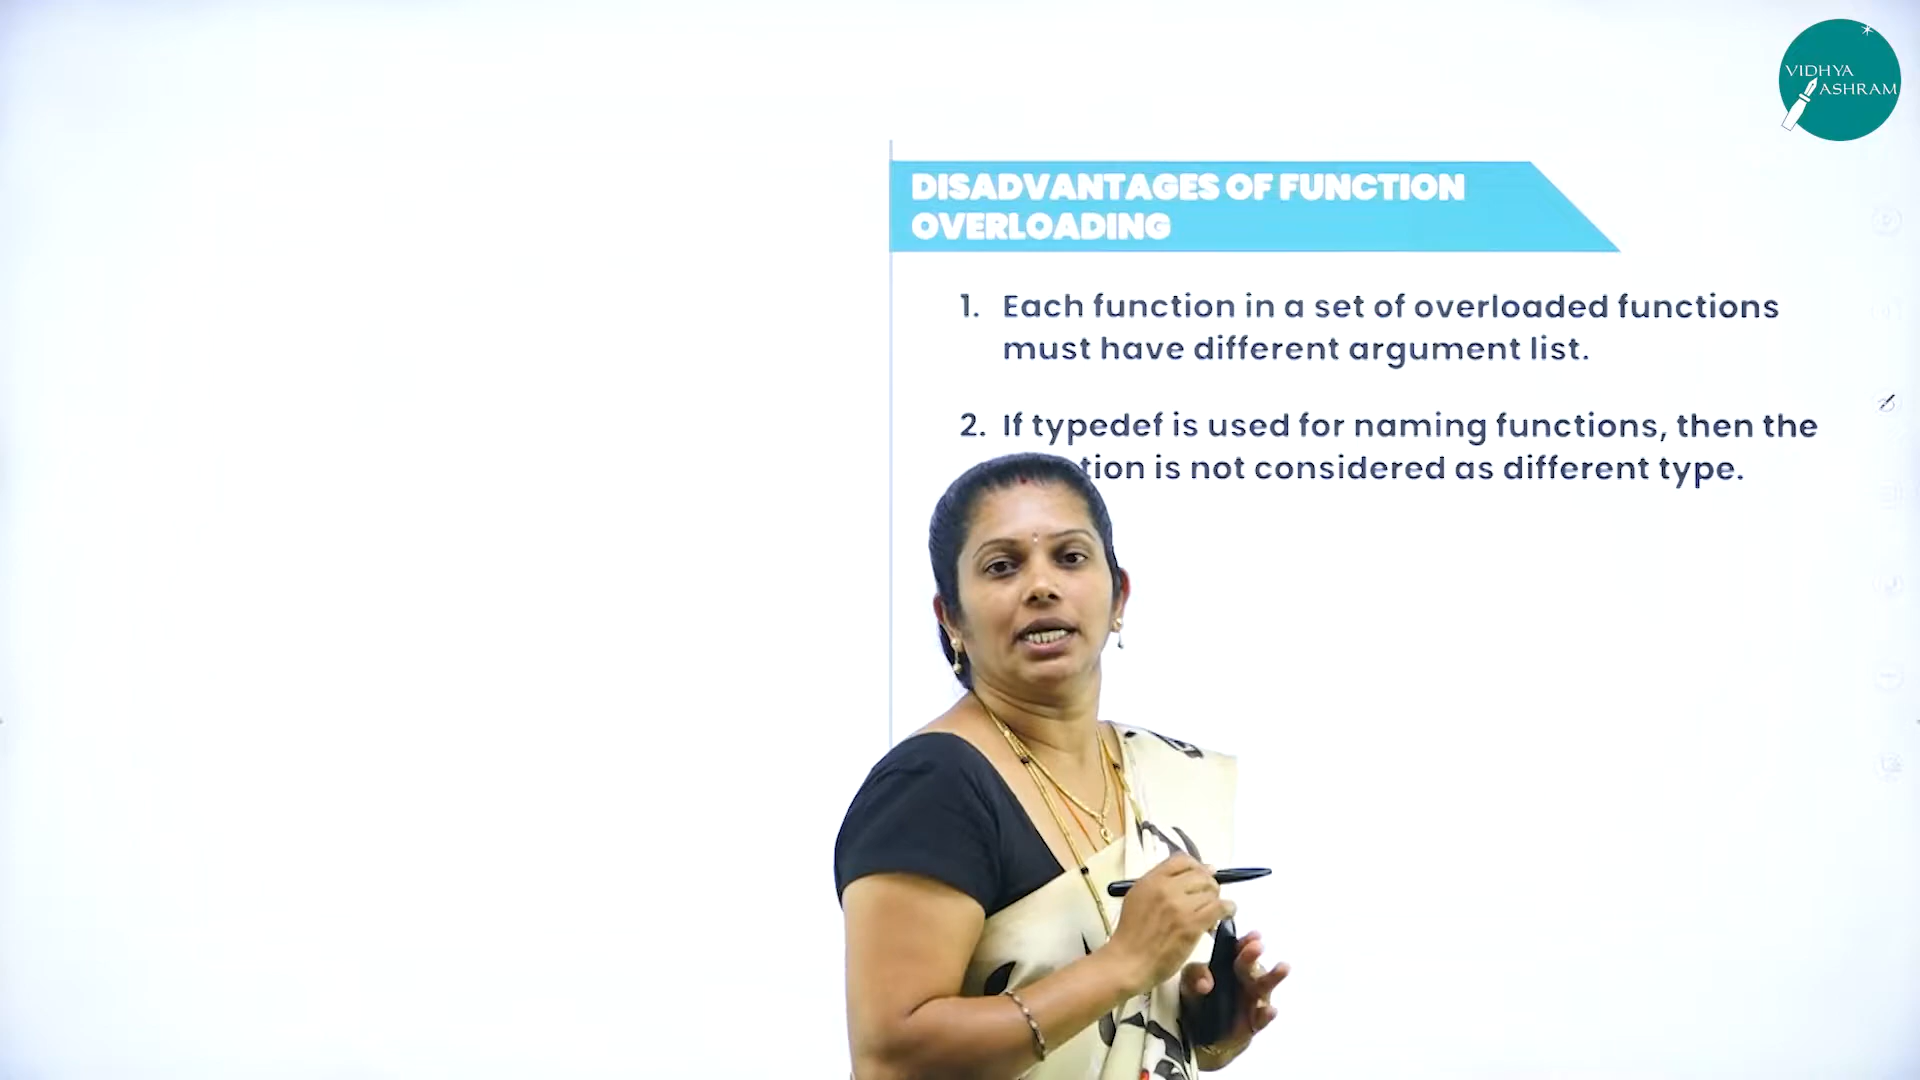 VIDHYA
ASHRAM
DISADVANTAGES OF FUNCTION
OVERLOADING
1. Each function in a set of overloaded functions
must have different argument list.
2. If typedef is used for naming functions, then the
tion is not considered as different type.